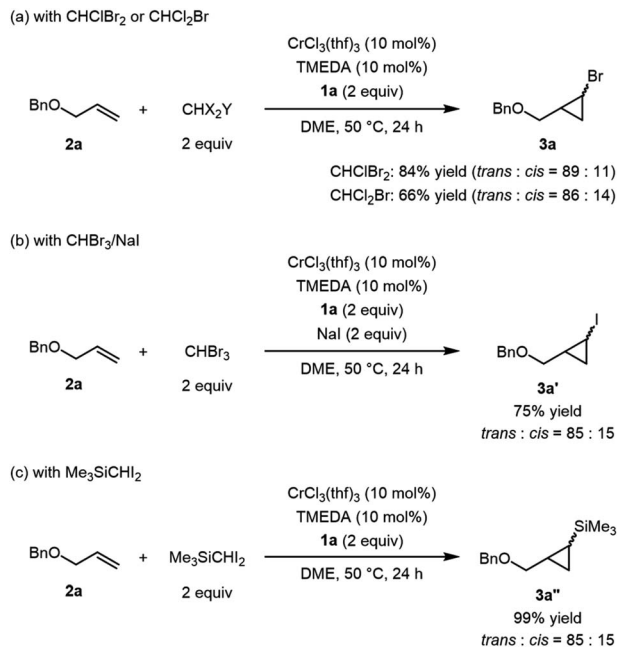 (a) with CHClBr₂ or CHCl₂Br
CrCl₃(thf)₃ (10 mol%)
TMEDA (10 mol%)
1a (2 equiv)
DME, 50 °C, 24 h
BnO
2a
+
CHX₂Y
2 equiv
BnO
Br
3a
CHClBr₂: 84% yield (trans : cis = 89 : 11)
CHCl₂Br: 66% yield (trans : cis = 86 : 14)
(b) with CHBr₃/NaI
CrCl₃(thf)₃ (10 mol%)
TMEDA (10 mol%)
1a (2 equiv)
NaI (2 equiv)
DME, 50 °C, 24 h
BnO
2a
+
CHBr₃
2 equiv
BnO
I
3a'
75% yield
trans : cis = 85 : 15
(c) with Me₃SiCHI₂
CrCl₃(thf)₃ (10 mol%)
TMEDA (10 mol%)
1a (2 equiv)
DME, 50 °C, 24 h
BnO
2a
+
Me₃SiCHI₂
2 equiv
BnO
SiMe₃
3a"
99% yield
trans : cis = 85 : 15